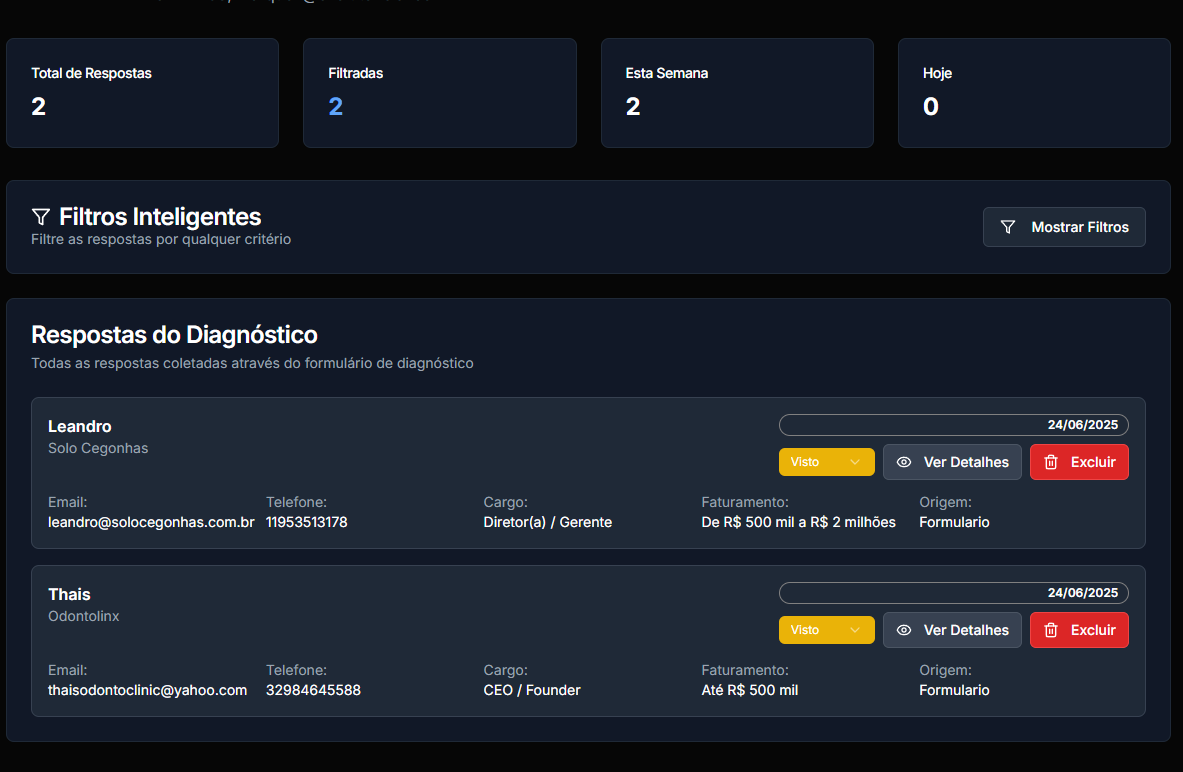 Total de Respostas
2
Filtradas
2
Esta Semana
2
Hoje
0
Filtros Inteligentes
Filtre as respostas por qualquer critério
Mostrar Filtros
Respostas do Diagnóstico
Todas as respostas coletadas através do formulário de diagnóstico
Leandro
Solo Cegonhas
24/06/2025
Visto
Ver Detalhes
Excluir
Email:
leandro@solocegonhas.com.br
Telefone:
11953513178
Cargo:
Diretor(a) / Gerente
Faturamento:
De R$ 500 mil a R$ 2 milhões
Origem:
Formulario
Thais
Odontolinx
24/06/2025
Visto
Ver Detalhes
Excluir
Email:
thaisodontoclinic@yahoo.com
Telefone:
32984645588
Cargo:
CEO / Founder
Faturamento:
Até R$ 500 mil
Origem:
Formulario